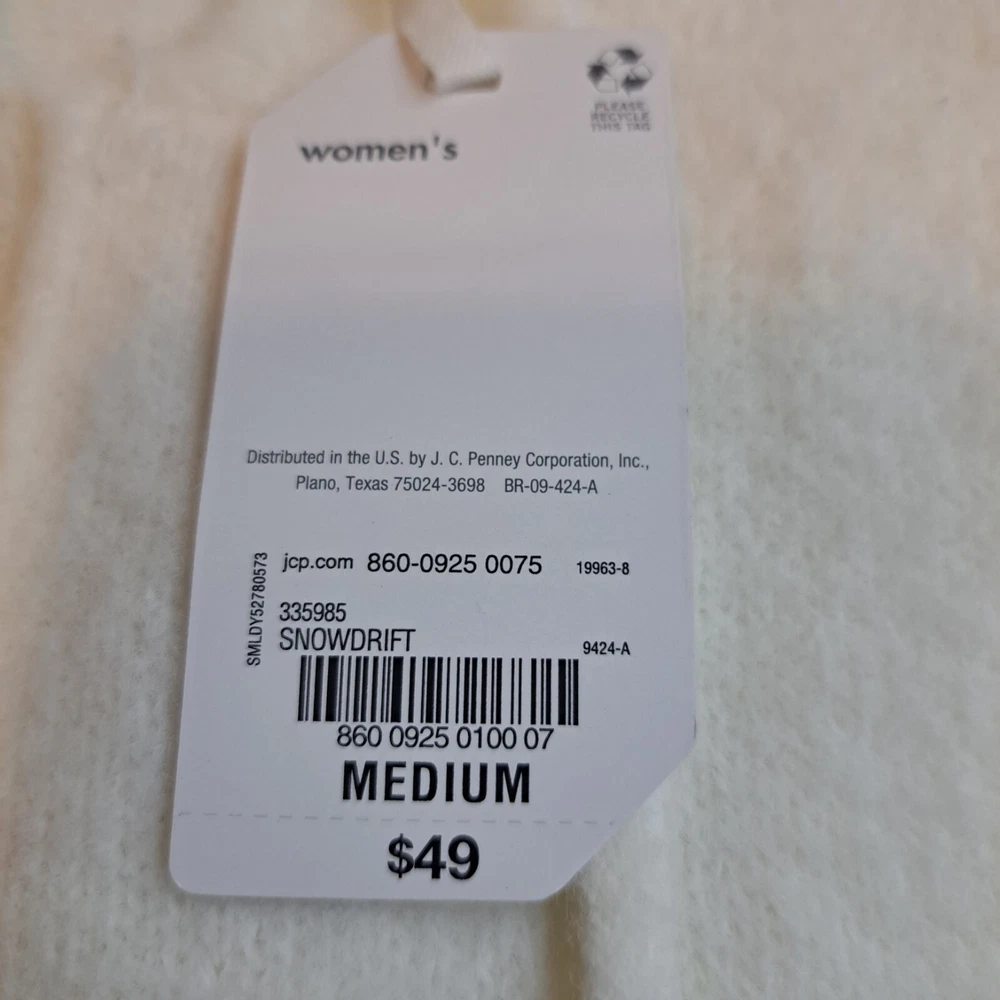 PLEASE
RECYCLE
THIS TAG
women's
Distributed in the U.S. by J. C. Penney Corporation, Inc.,
Plano, Texas 75024-3698 BR-09-424-A
SMLDY52780573
jcp.com 860-0925 0075 19963-8
335985
SNOWDRIFT 9424-A
860 0925 0100 07
MEDIUM
$49